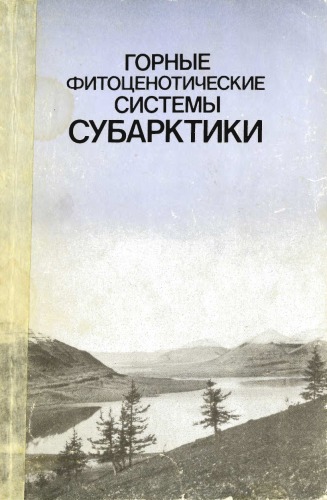 ГОРНЫЕ
ФИТОЦЕНОТИЧЕСКИЕ
СИСТЕМЫ
СУБАРКТИКИ